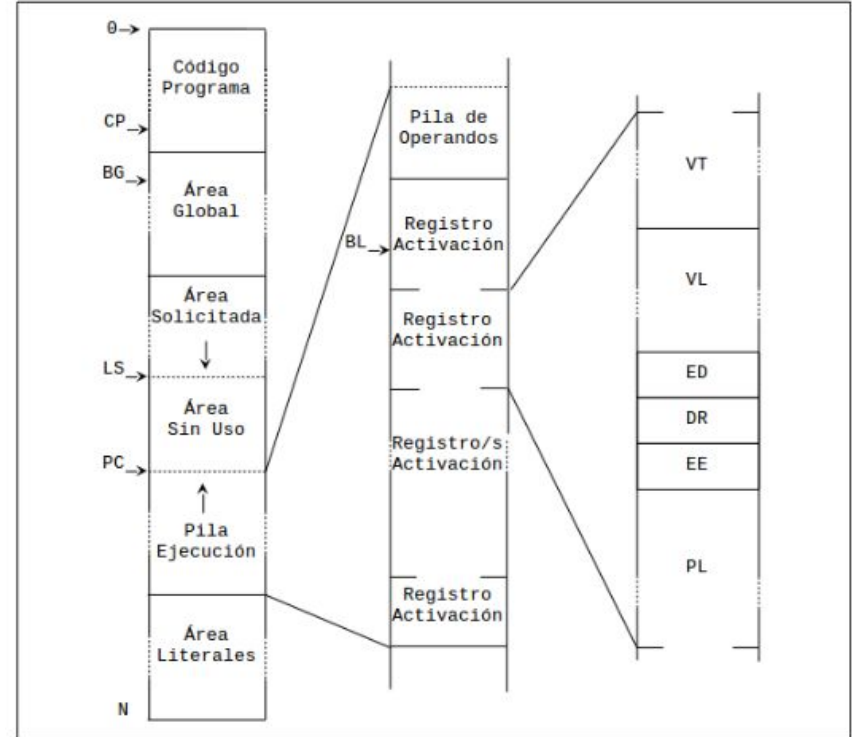 0
Código
Programa
CP
BG
Área
Global
Área
Solicitada
LS
Área
Sin Uso
PC
Pila
Ejecución
Área
Literales
N
Pila de
Operandos
Registro
Activación
BL
Registro
Activación
Registro/s
Activación
Registro
Activación
VT
VL
ED
DR
EE
PL